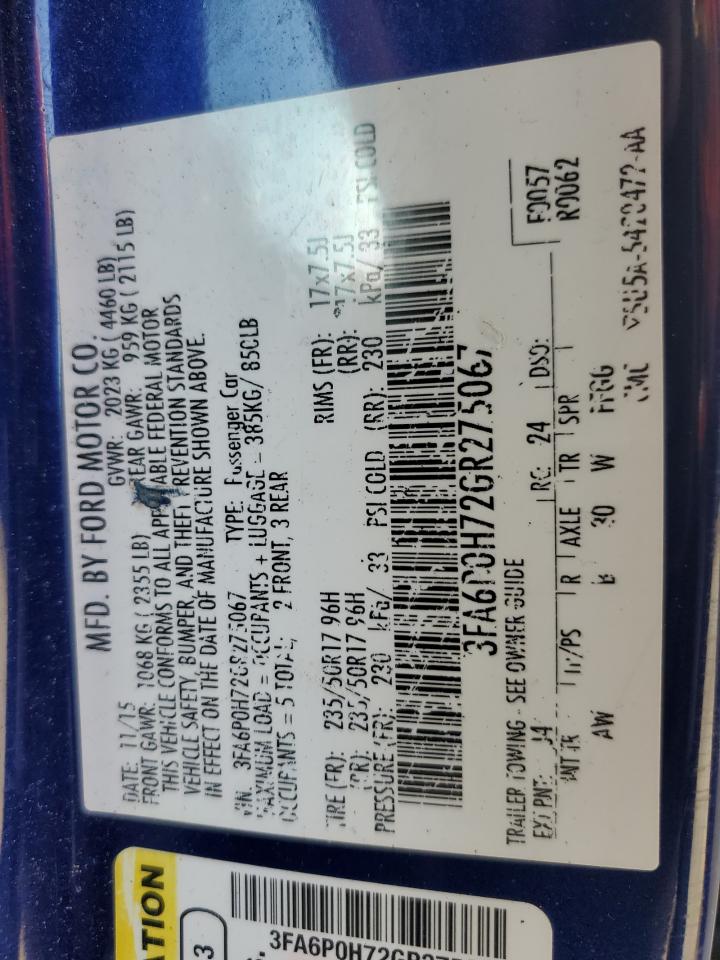 MFD. BY FORD MOTOR CO.
DATE: 11/15 GVWR: 2023 KG ( 4460 LB)
FRONT GAWR: 1068 KG ( 2355 LB) REAR GAWR: 959 KG ( 2115 LB)
THIS VEHICLE CONFORMS TO ALL APPLICABLE FEDERAL MOTOR
VEHICLE SAFETY, BUMPER, AND THEFT PREVENTION STANDARDS
IN EFFECT ON THE DATE OF MANUFACTURE SHOWN ABOVE.
VIN: 3FA6P0H72GR275067 TYPE: Passenger Car
MAXIMUM LOAD = OCCUPANTS + LUGGAGE = 385KG/ 850LB
OCCUPANTS = 5 TOTAL, 2 FRONT, 3 REAR
TIRE (FR): 235/50R17 96H RIMS (FR): 17x7.5J
(RR): 235/50R17 96H (RR): 17x7.5J
PRESSURE (FR): 230 kPa/ 33 PSI COLD (RR): 230 kPa/ 33 PSI COLD
3FA6P0H72GR275067
TRAILER TOWING - SEE OWNER GUIDE
EXT PNT: J4 RC: 24 DSO: F0057
R0062
INT TR TP/PS R AXLE TR SPR
AW 30 W
3
3FA6P0H72GR27